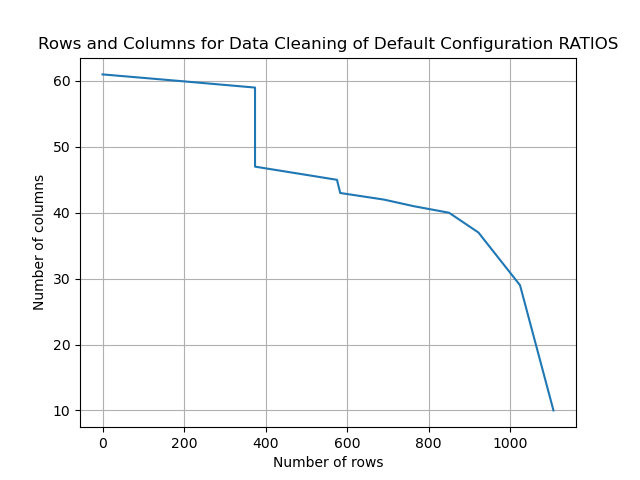 Rows and Columns for Data Cleaning of Default Configuration RATIOS
60
50
40
30
20
10
Number of columns
0 200 400 600 800 1000
Number of rows